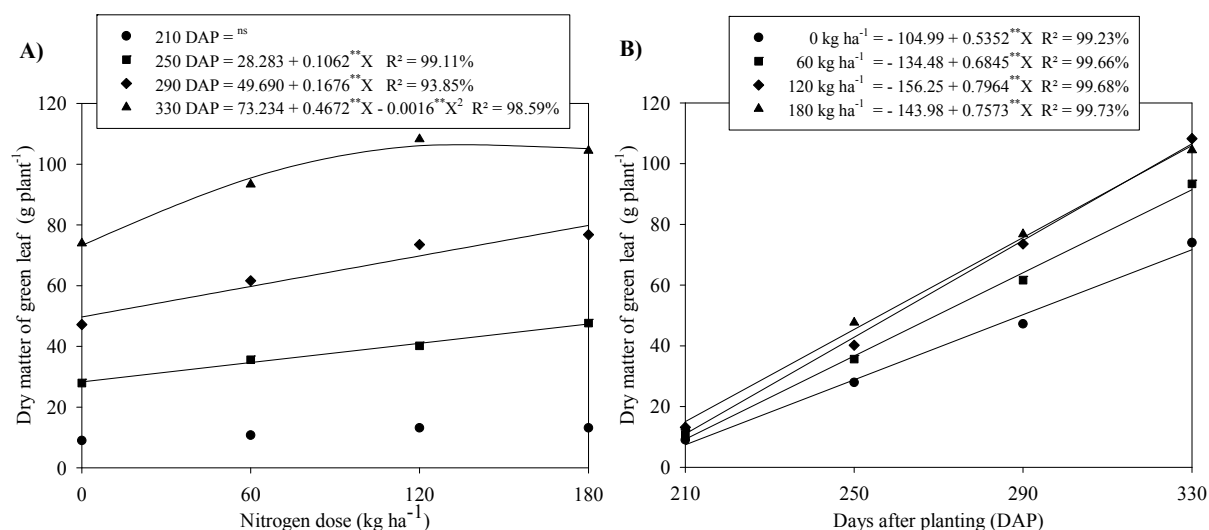 A)
210 DAP = ns
250 DAP = 28.283 + 0.1062**X R² = 99.11%
290 DAP = 49.690 + 0.1676**X R² = 93.85%
330 DAP = 73.234 + 0.4672**X - 0.0016**X² R² = 98.59%
120
100
80
60
40
20
0
Dry matter of green leaf (g plant⁻¹)
0 60 120 180
Nitrogen dose (kg ha⁻¹)
B)
0 kg ha⁻¹ = - 104.99 + 0.5352**X R² = 99.23%
60 kg ha⁻¹ = - 134.48 + 0.6845**X R² = 99.66%
120 kg ha⁻¹ = - 156.25 + 0.7964**X R² = 99.68%
180 kg ha⁻¹ = - 143.98 + 0.7573**X R² = 99.73%
120
100
80
60
40
20
0
Dry matter of green leaf (g plant⁻¹)
210 250 290 330
Days after planting (DAP)